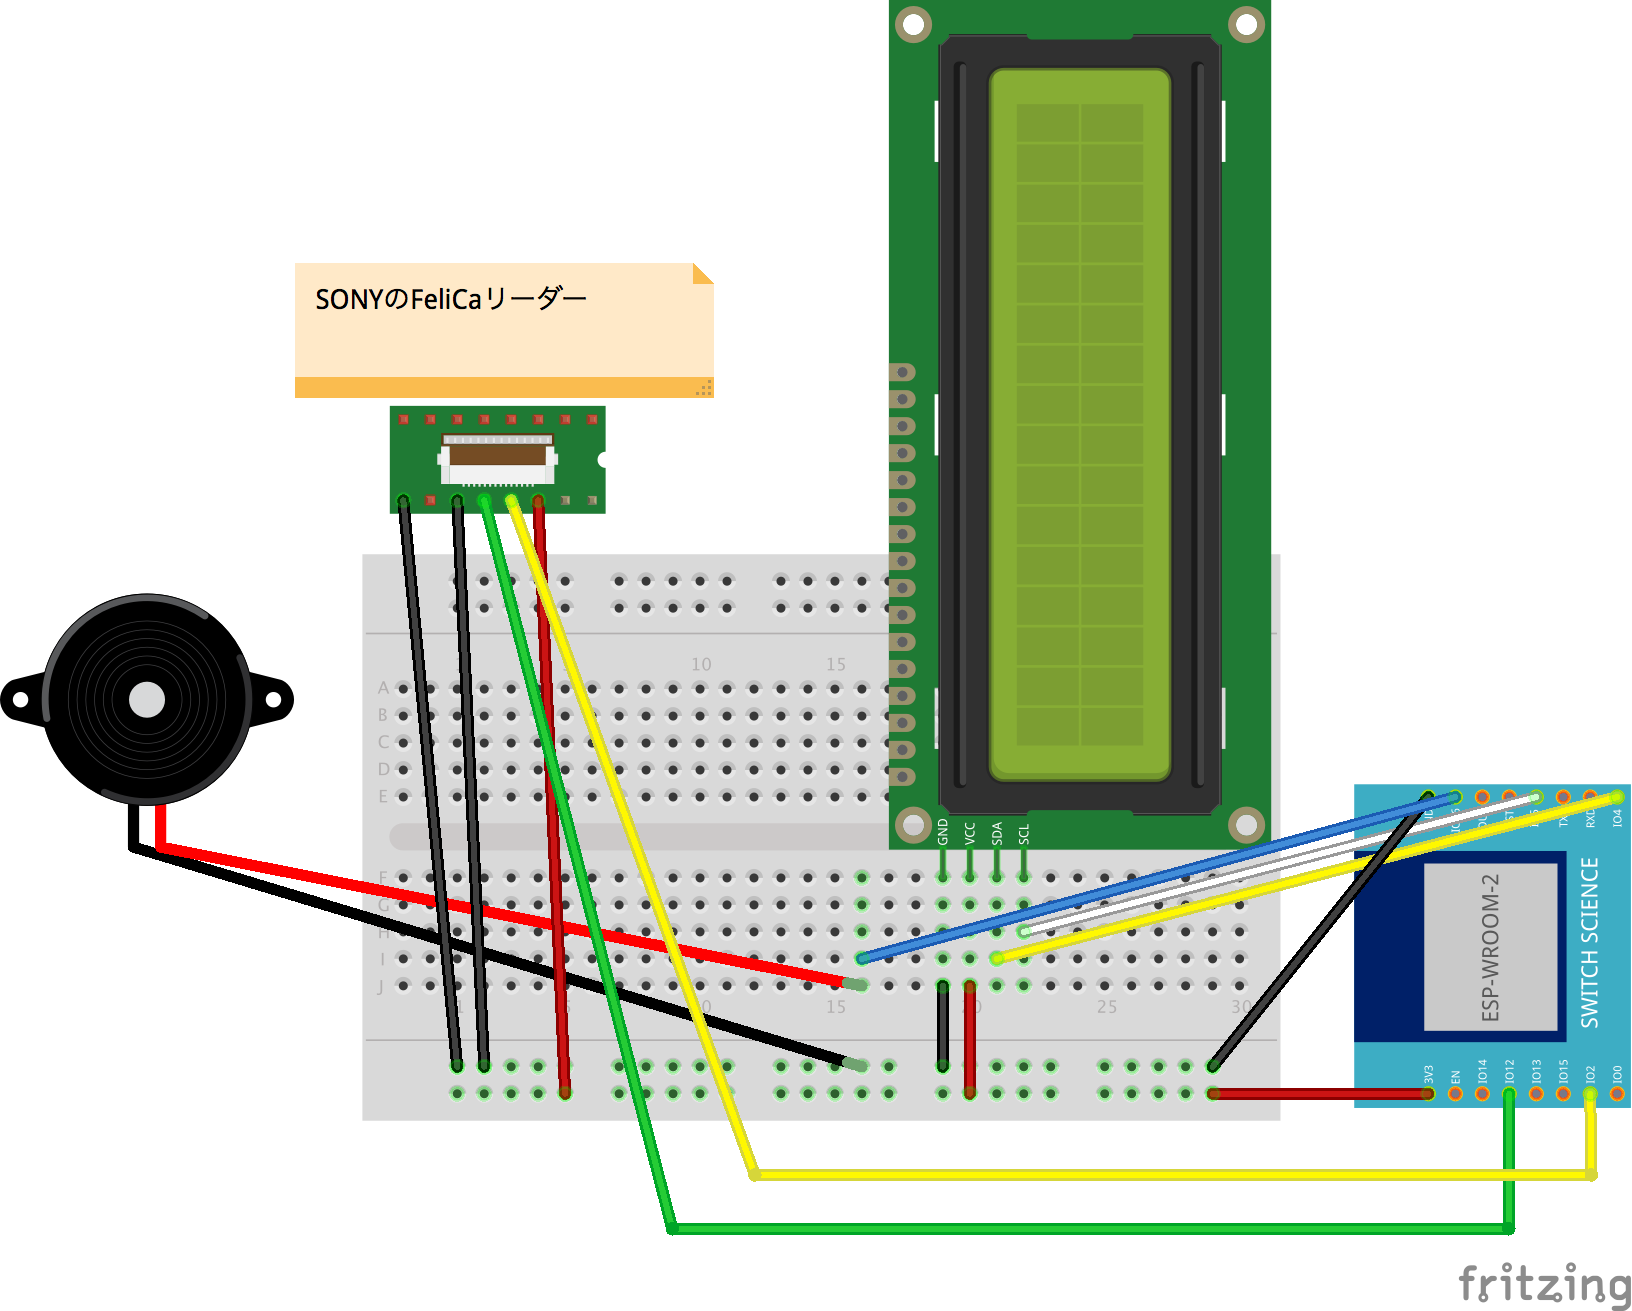 SONYのFeliCaリーダー
10
15
A
B
C
D
E
GND
VCC
SDA
SCL
F
G
H
I
J
15
25
30
TX
RXD
IO4
ESP-WROOM-2
SWITCH SCIENCE
3V3
EN
IO14
IO12
IO13
IO15
IO2
IO0
fritzing